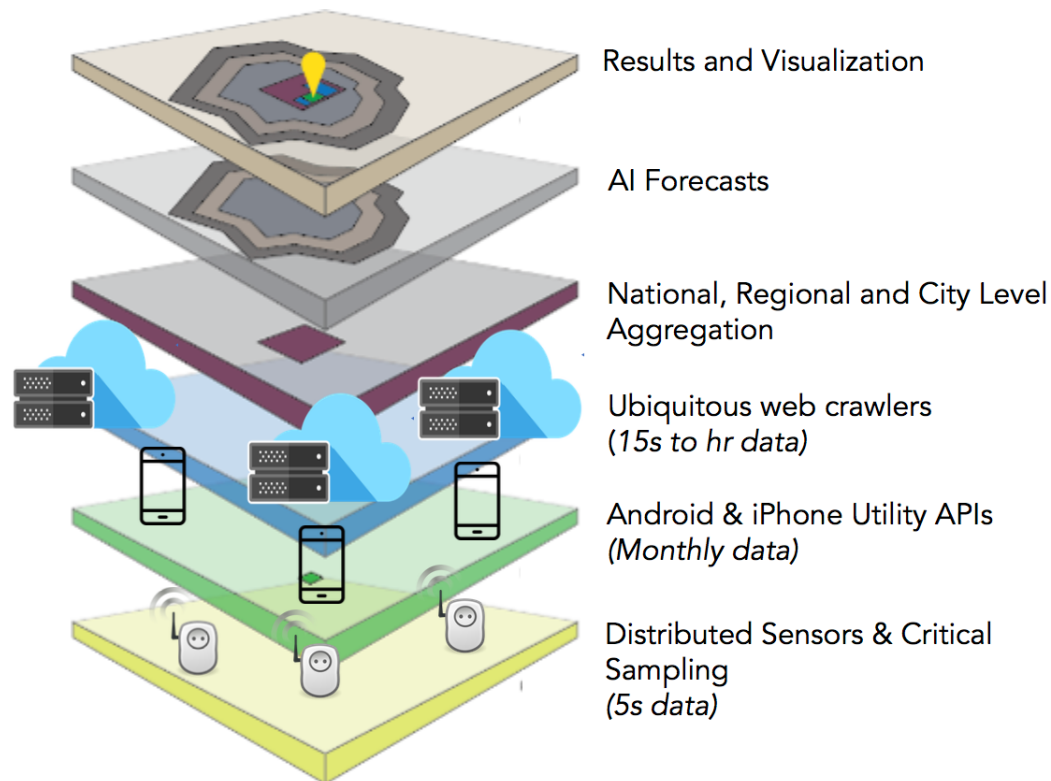 Results and Visualization
AI Forecasts
National, Regional and City Level
Aggregation
Ubiquitous web crawlers
(15s to hr data)
Android & iPhone Utility APIs
(Monthly data)
Distributed Sensors & Critical
Sampling
(5s data)